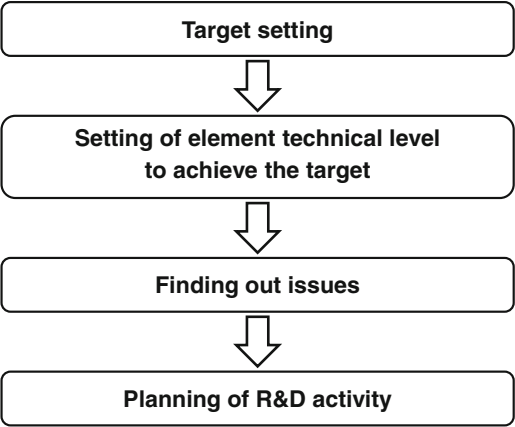 Target setting
Setting of element technical level
to achieve the target
Finding out issues
Planning of R&D activity